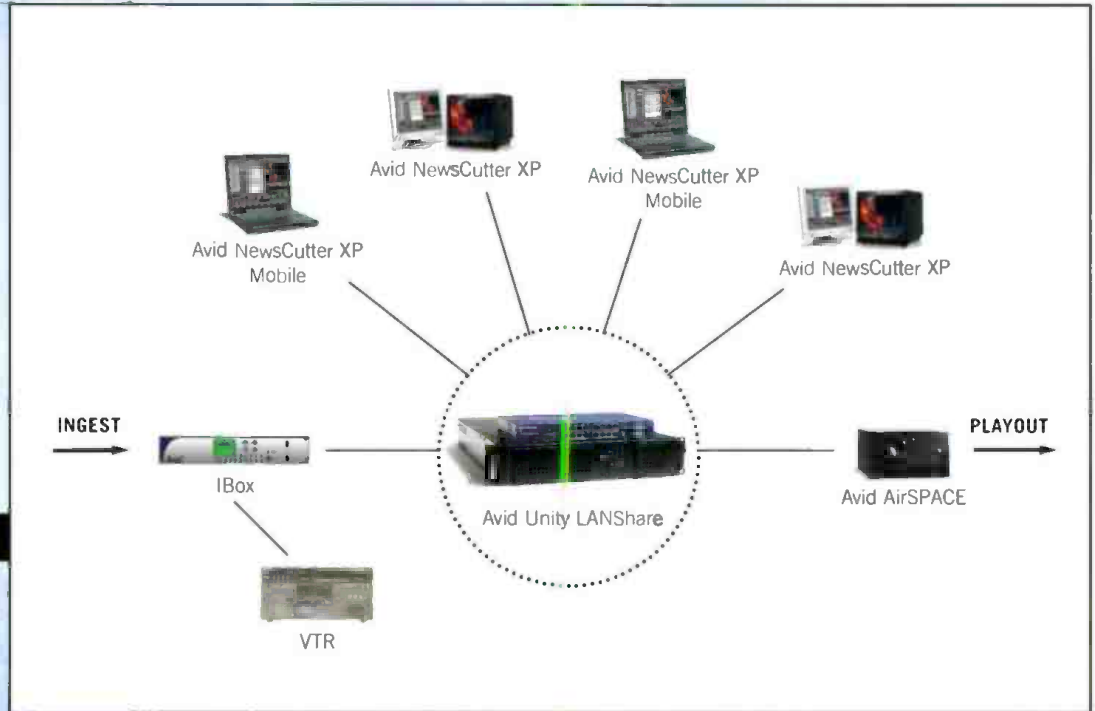 Avid NewsCutter XP
Mobile
Avid NewsCutter XP
Avid NewsCutter XP
Mobile
Avid NewsCutter XP
INGEST
IBox
VTR
Avid Unity LANShare
Avid AirSPACE
PLAYOUT